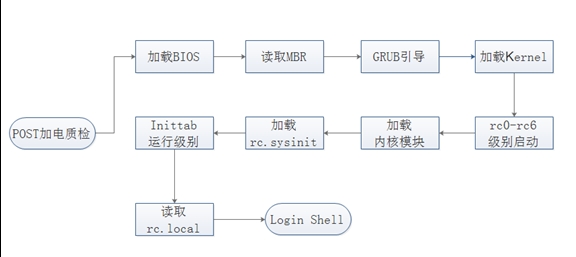 加载BIOS
读取MBR
GRUB引导
加载Kernel
POST加电质检
Inittab
运行级别
加载
rc.sysinit
加载
内核模块
rc0-rc6
级别启动
读取
rc.local
Login Shell